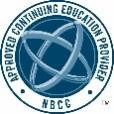 APPROVED CONTINUING EDUCATION PROVIDER
• NBCC •
TM